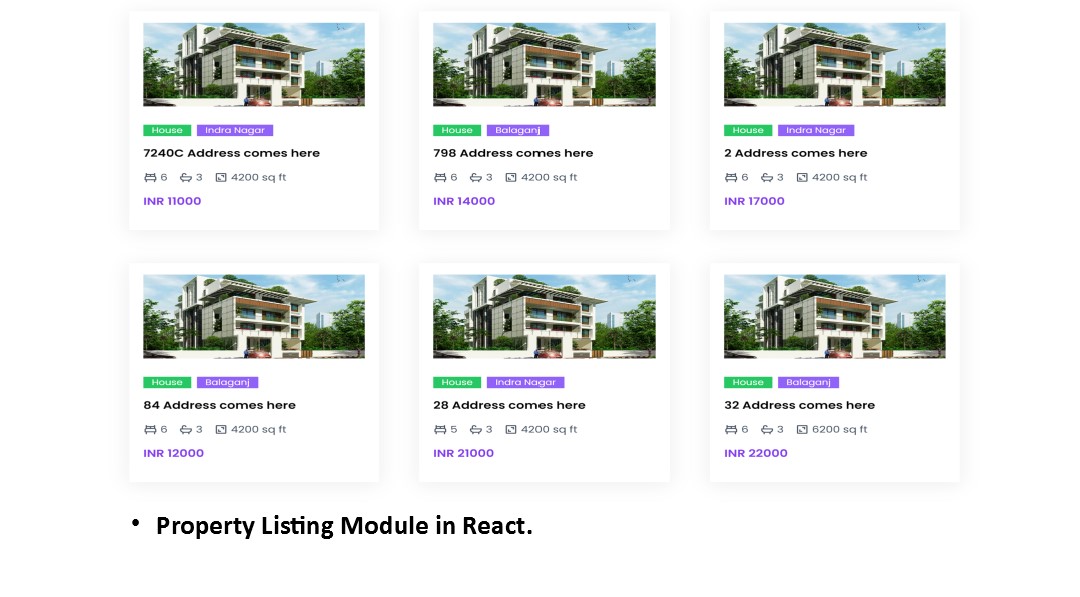 House Indra Nagar
7240C Address comes here
6 3 4200 sq ft
INR 11000
House Balaganj
798 Address comes here
6 3 4200 sq ft
INR 14000
House Indra Nagar
2 Address comes here
6 3 4200 sq ft
INR 17000
House Balaganj
84 Address comes here
6 3 4200 sq ft
INR 12000
House Indra Nagar
28 Address comes here
5 3 4200 sq ft
INR 21000
House Balaganj
32 Address comes here
6 3 6200 sq ft
INR 22000
• Property Listing Module in React.